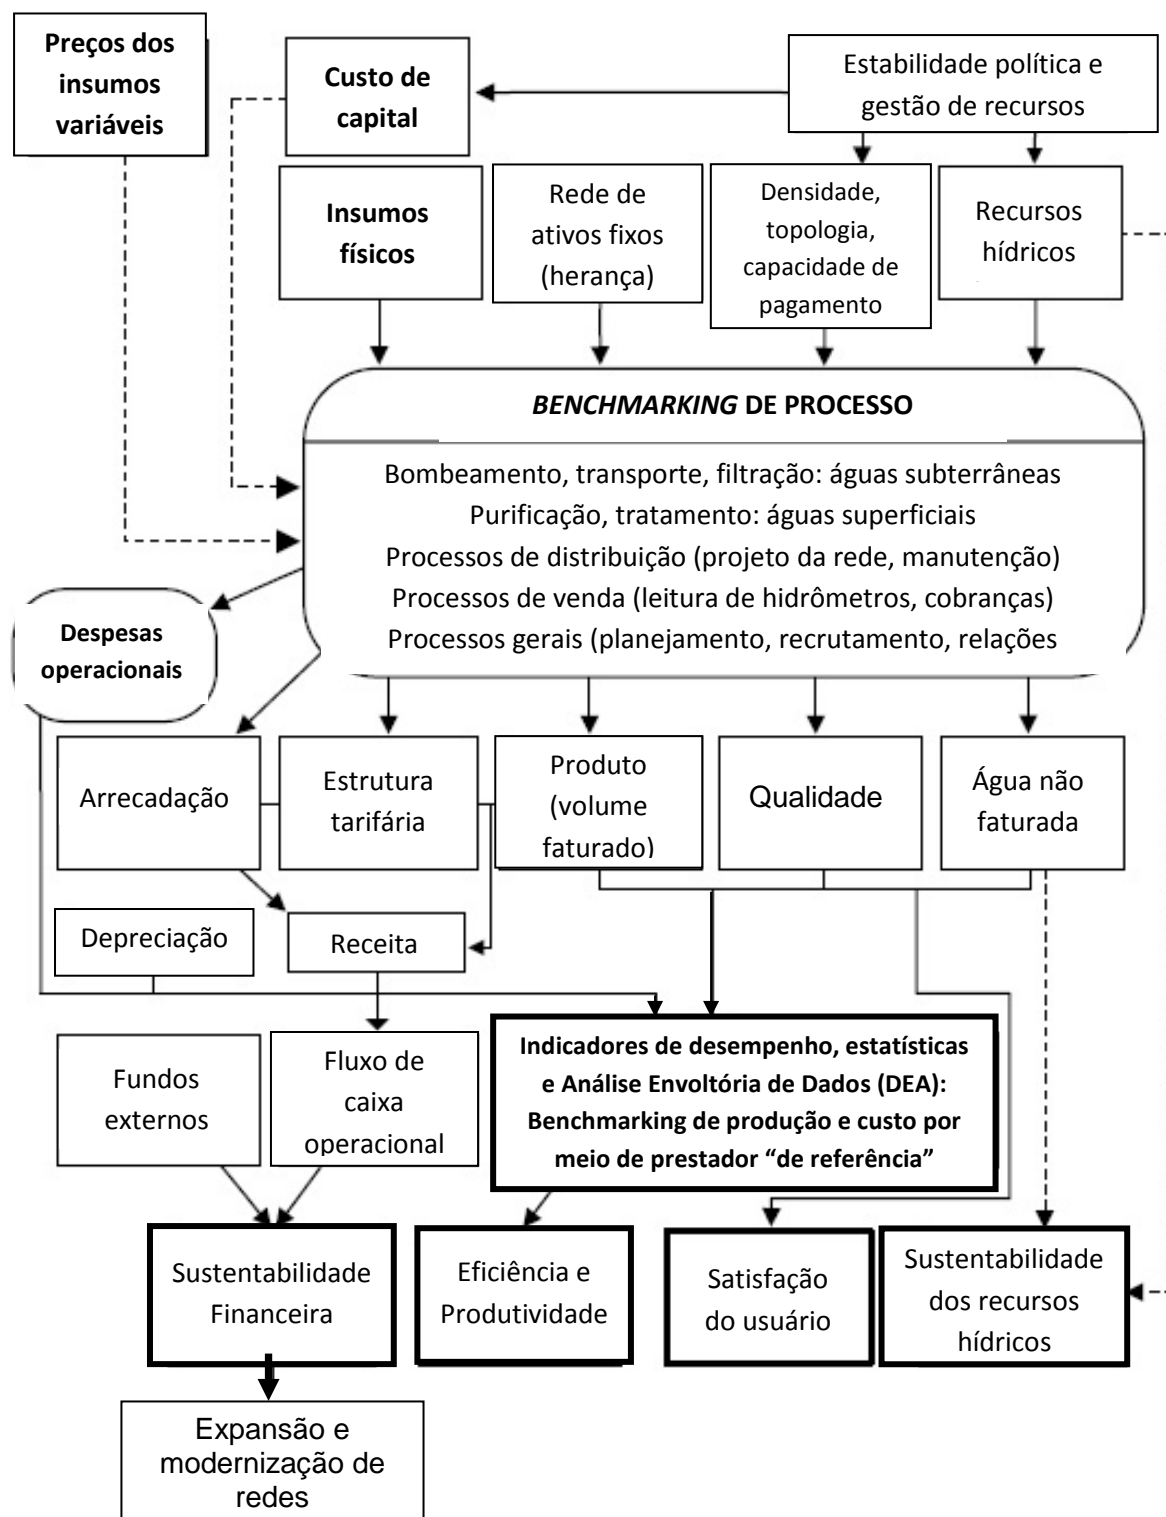 Preços dos
insumos
variáveis
Custo de
capital
Estabilidade política e
gestão de recursos
Insumos
físicos
Rede de
ativos fixos
(herança)
Densidade,
topologia,
capacidade de
pagamento
Recursos
hídricos
BENCHMARKING DE PROCESSO
Bombeamento, transporte, filtração: águas subterrâneas
Purificação, tratamento: águas superficiais
Processos de distribuição (projeto da rede, manutenção)
Processos de venda (leitura de hidrômetros, cobranças)
Processos gerais (planejamento, recrutamento, relações
Despesas
operacionais
Arrecadação
Estrutura
tarifária
Produto
(volume
faturado)
Qualidade
Água não
faturada
Depreciação
Receita
Fundos
externos
Fluxo de
caixa
operacional
Indicadores de desempenho, estatísticas
e Análise Envoltória de Dados (DEA):
Benchmarking de produção e custo por
meio de prestador “de referência”
Sustentabilidade
Financeira
Eficiência e
Produtividade
Satisfação
do usuário
Sustentabilidade
dos recursos
hídricos
Expansão e
modernização de
redes